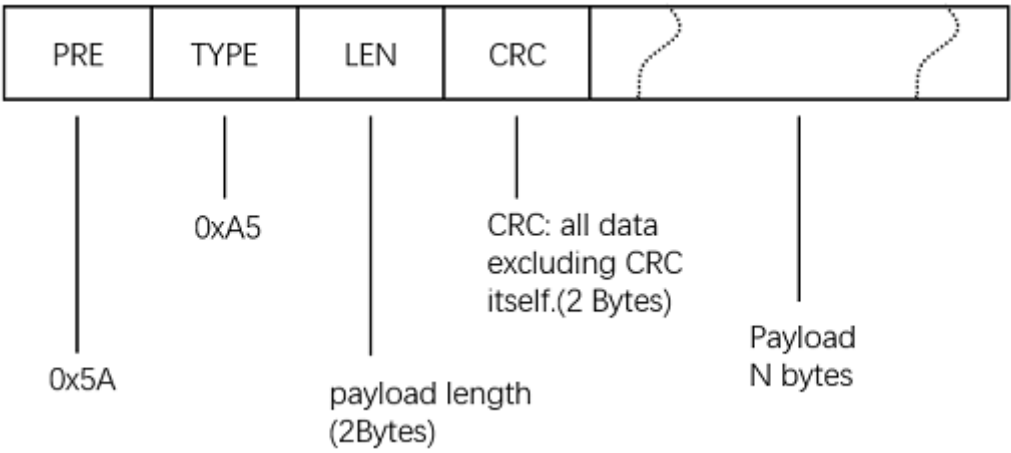 PRE TYPE LEN CRC
0xA5
CRC: all data
excluding CRC
itself.(2 Bytes)
0x5A
payload length
(2Bytes)
Payload
N bytes